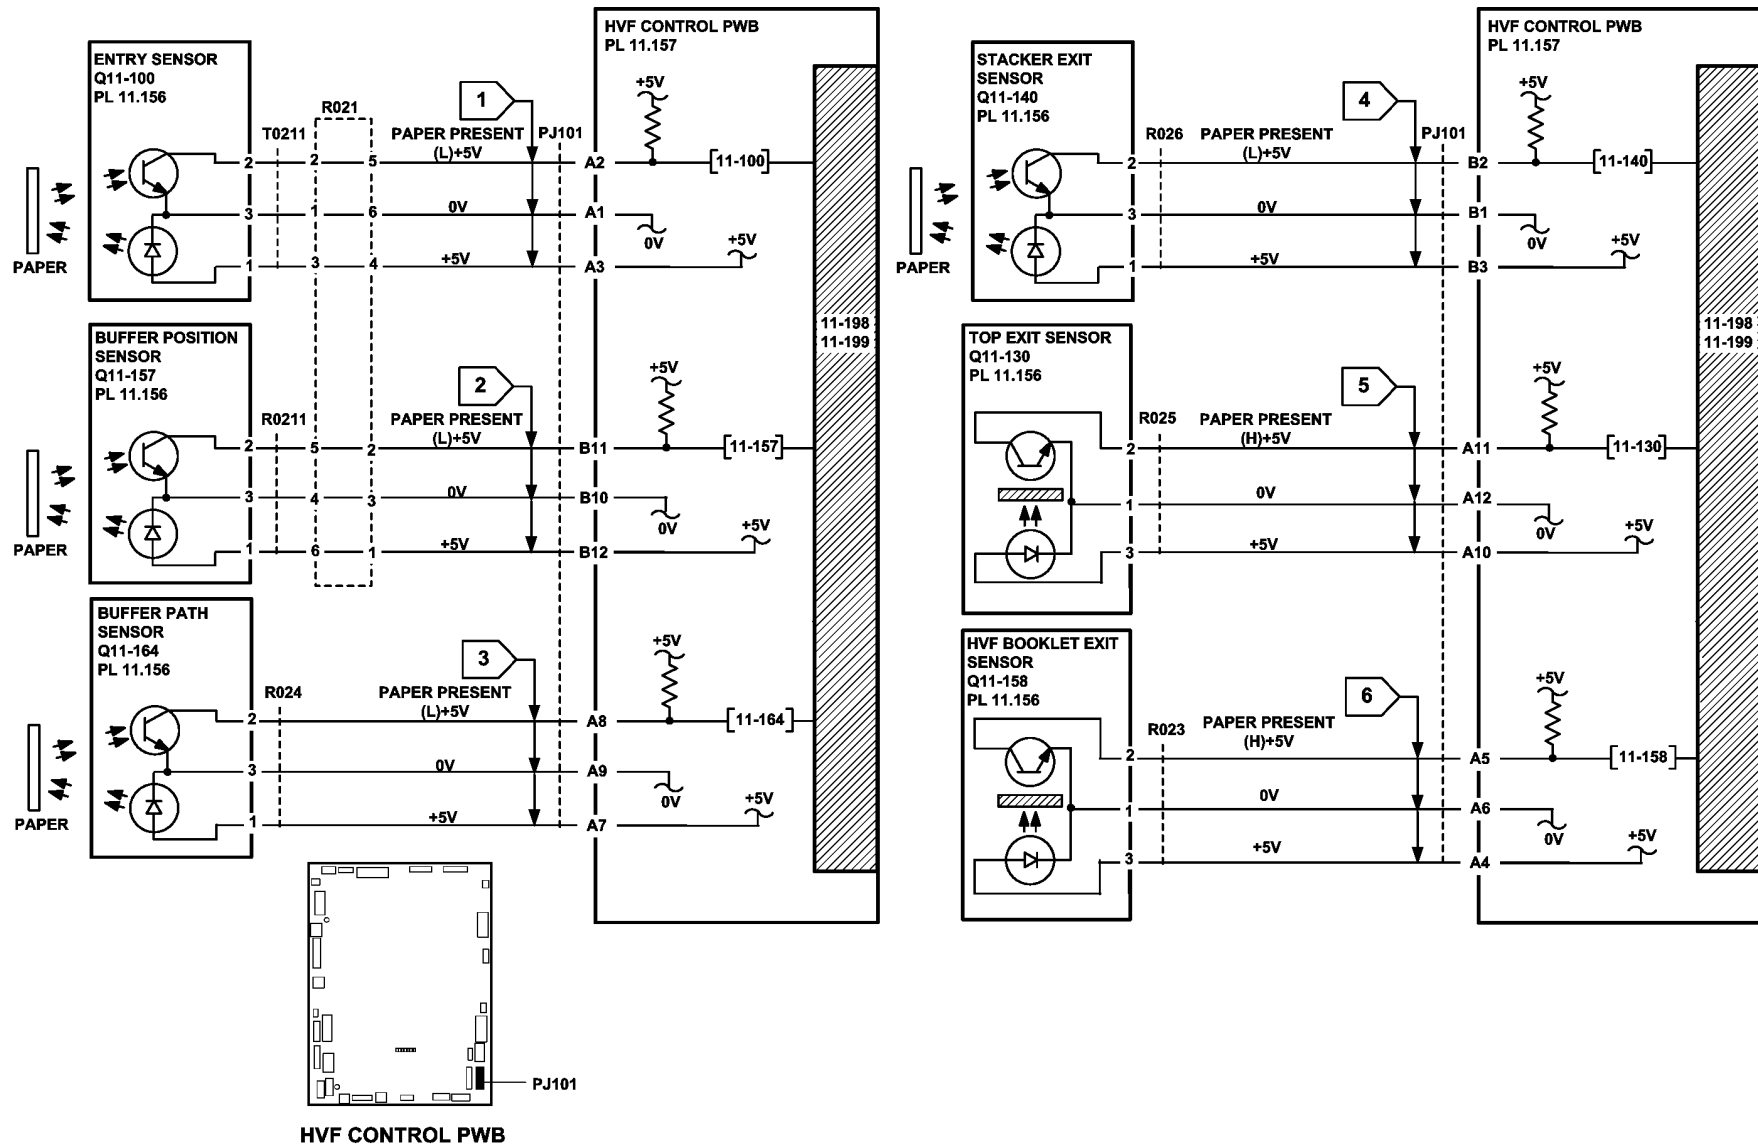 HVF CONTROL PWB
PL 11.157
ENTRY SENSOR
Q11-100
PL 11.156
+5V
R021
1
T0211
PAPER PRESENT
(L)+5V
PJ101
2
2
5
A2
[11-100]
3
1
6
0V
A1
0V
+5V
1
3
4
+5V
A3
PAPER
11-198
11-199
BUFFER POSITION
SENSOR
Q11-157
PL 11.156
+5V
2
R0211
PAPER PRESENT
(L)+5V
2
5
2
B11
[11-157]
3
4
3
0V
B10
0V
+5V
1
6
1
+5V
B12
PAPER
BUFFER PATH
SENSOR
Q11-164
PL 11.156
+5V
3
R024
PAPER PRESENT
(L)+5V
2
A8
[11-164]
3
0V
A9
0V
+5V
1
+5V
A7
PAPER
PJ101
HVF CONTROL PWB
HVF CONTROL PWB
PL 11.157
STACKER EXIT
SENSOR
Q11-140
PL 11.156
+5V
4
R026
PAPER PRESENT
(L)+5V
PJ101
2
B2
[11-140]
3
0V
B1
0V
+5V
1
+5V
B3
PAPER
11-198
11-199
TOP EXIT SENSOR
Q11-130
PL 11.156
+5V
5
R025
PAPER PRESENT
(H)+5V
2
A11
[11-130]
1
0V
A12
0V
+5V
3
+5V
A10
HVF BOOKLET EXIT
SENSOR
Q11-158
PL 11.156
+5V
6
R023
PAPER PRESENT
(H)+5V
2
A5
[11-158]
1
0V
A6
0V
+5V
3
+5V
A4